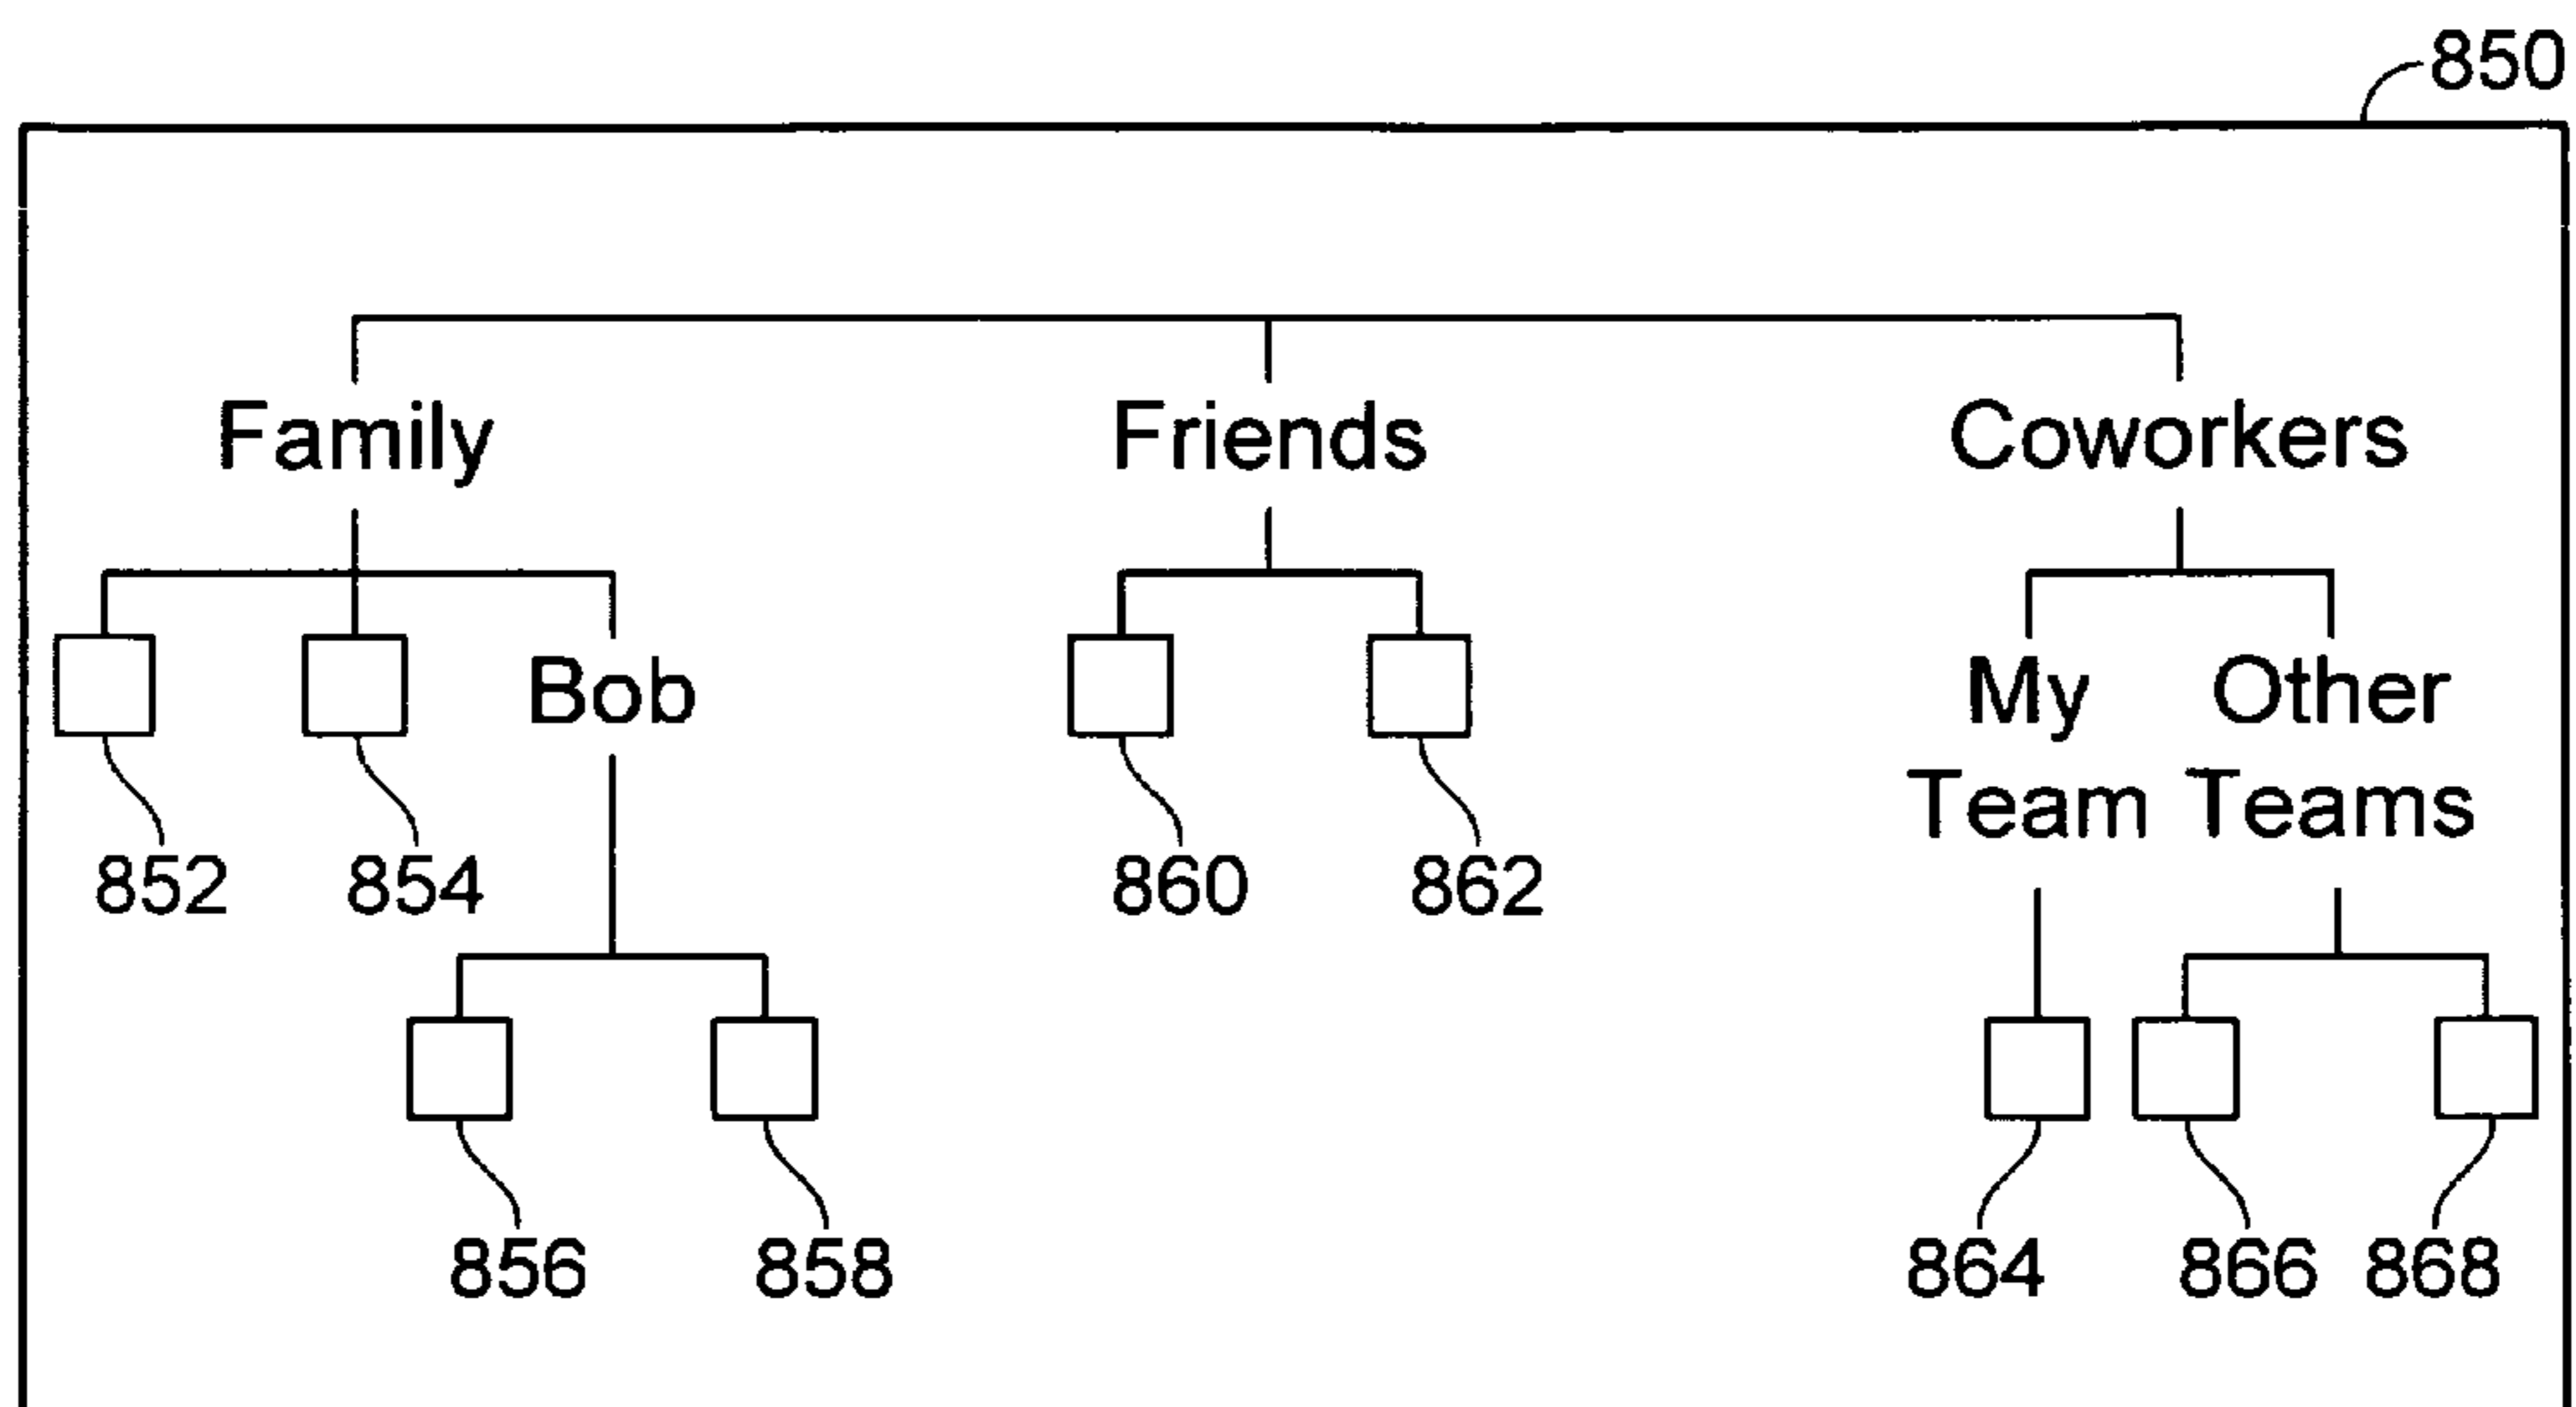 850
Family Friends Coworkers
Bob My Other
Team Teams
852 854 860 862
856 858 864 866 868